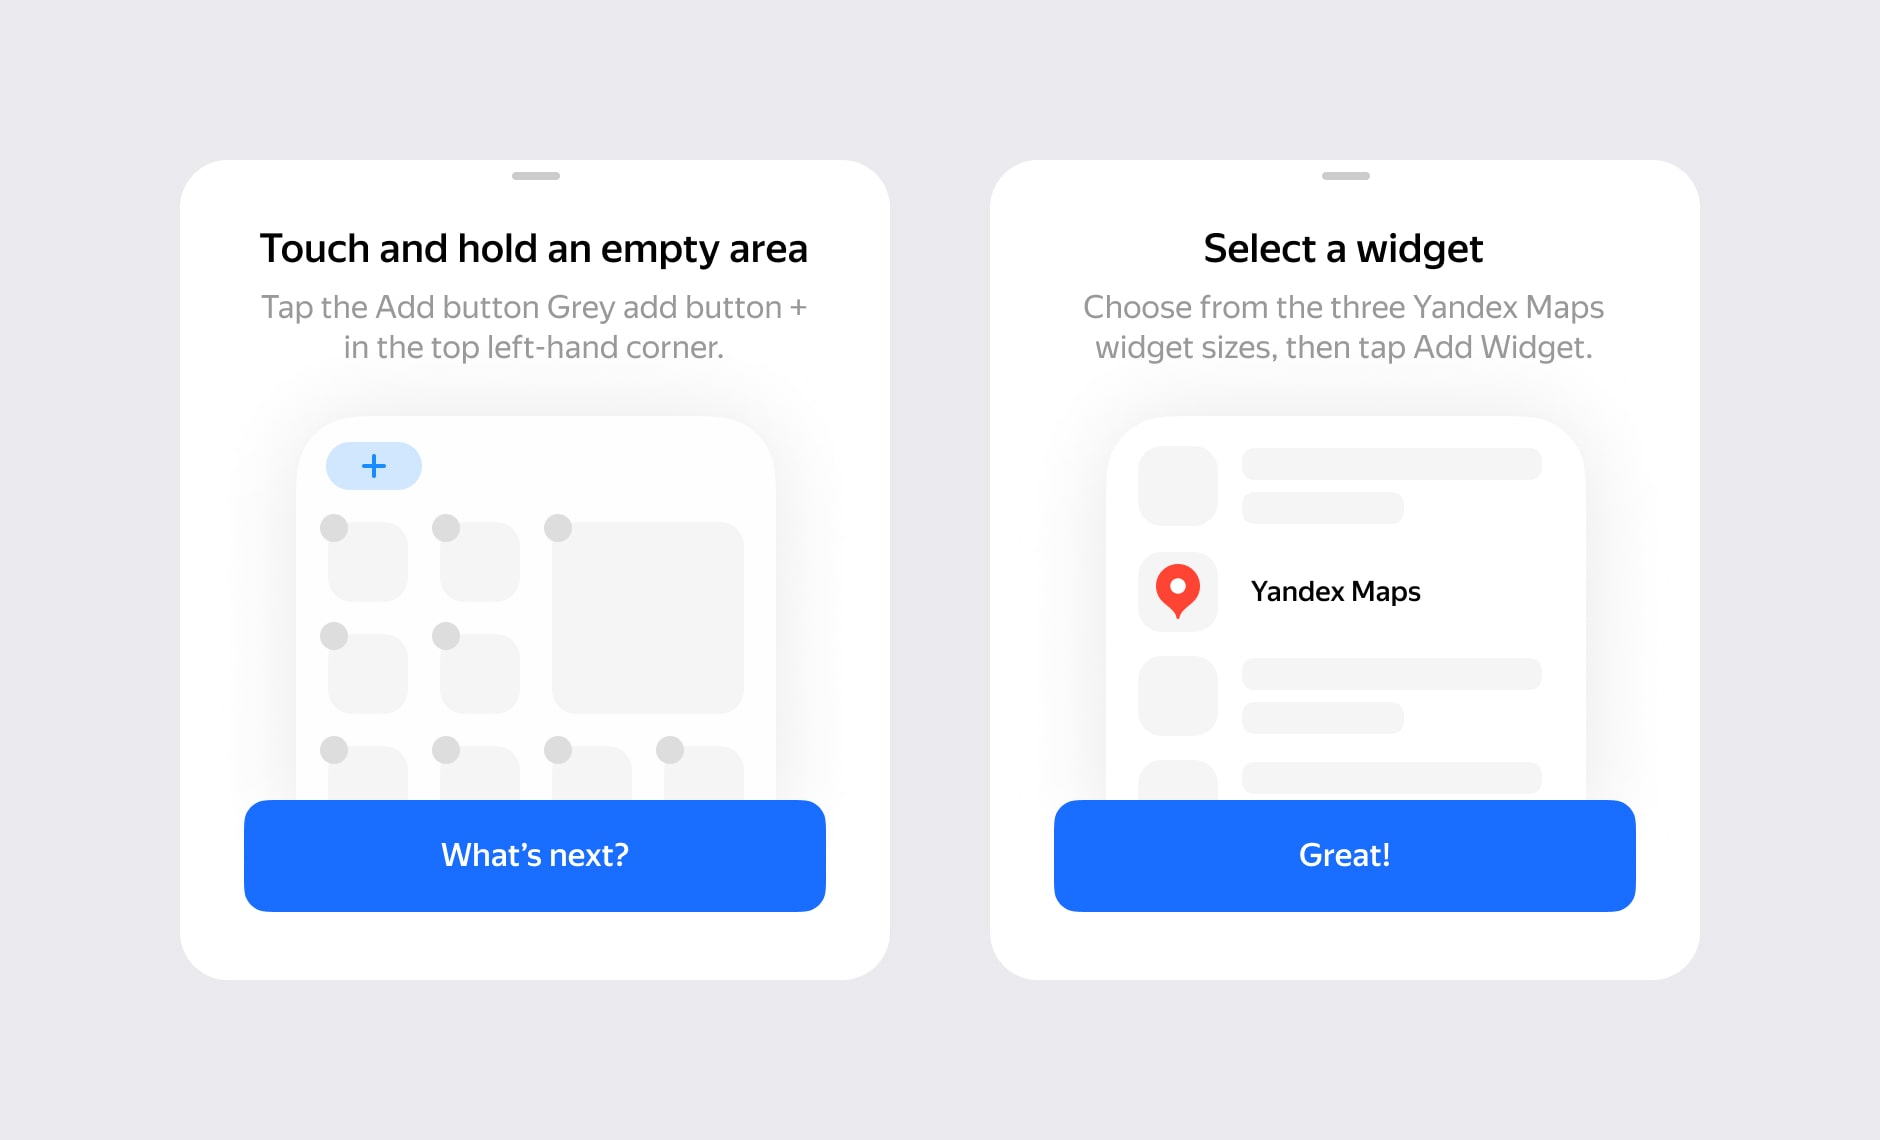 Touch and hold an empty area
Tap the Add button Grey add button +
in the top left-hand corner.
+
What’s next?
Select a widget
Choose from the three Yandex Maps
widget sizes, then tap Add Widget.
Yandex Maps
Great!